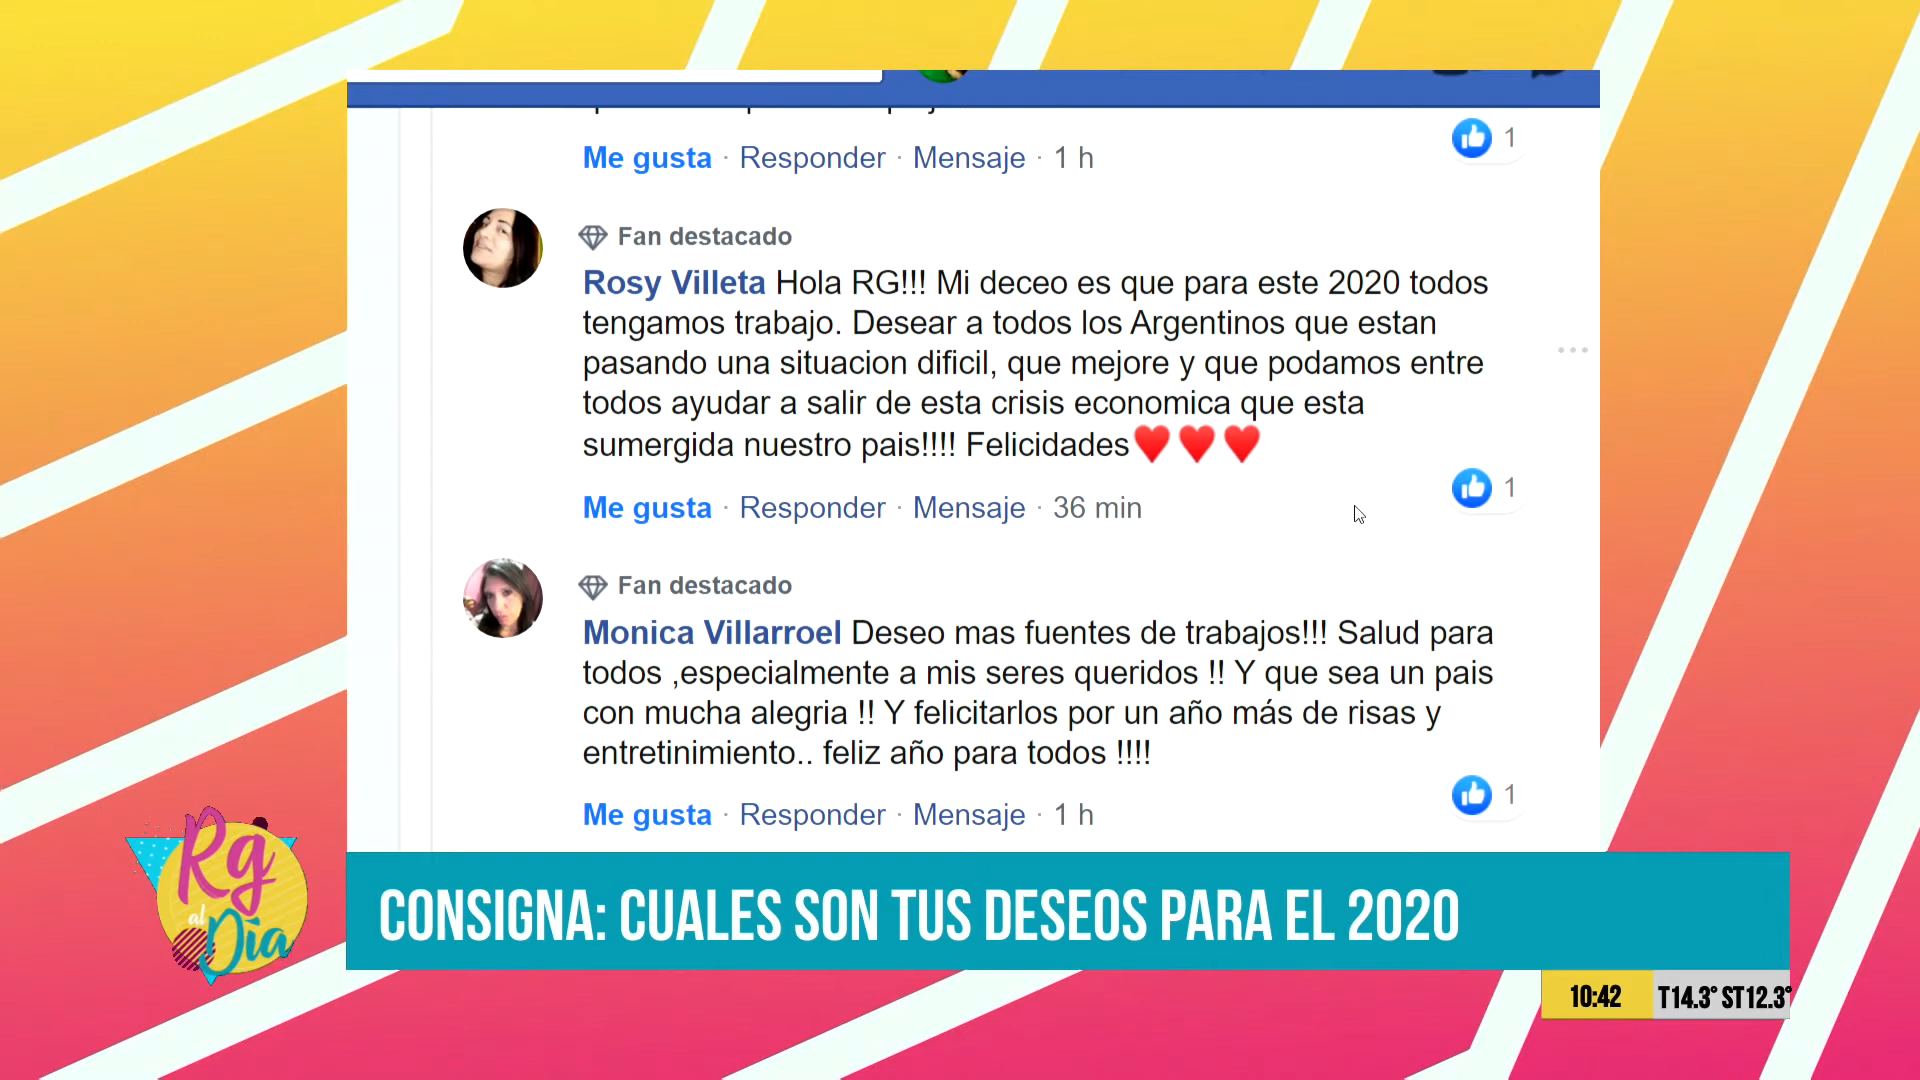 Me gusta · Responder · Mensaje · 1 h
1
Fan destacado
Rosy Villeta Hola RG!!! Mi deceo es que para este 2020 todos
tengamos trabajo. Desear a todos los Argentinos que estan
pasando una situacion dificil, que mejore y que podamos entre
todos ayudar a salir de esta crisis economica que esta
sumergida nuestro pais!!!! Felicidades♥♥♥
Me gusta · Responder · Mensaje · 36 min
1
Fan destacado
Monica Villarroel Deseo mas fuentes de trabajos!!! Salud para
todos ,especialmente a mis seres queridos !! Y que sea un pais
con mucha alegria !! Y felicitarlos por un año más de risas y
entretinimiento.. feliz año para todos !!!!
Me gusta · Responder · Mensaje · 1 h
1
Rg
al
Día
CONSIGNA: CUALES SON TUS DESEOS PARA EL 2020
10:42
T14.3° ST12.3°